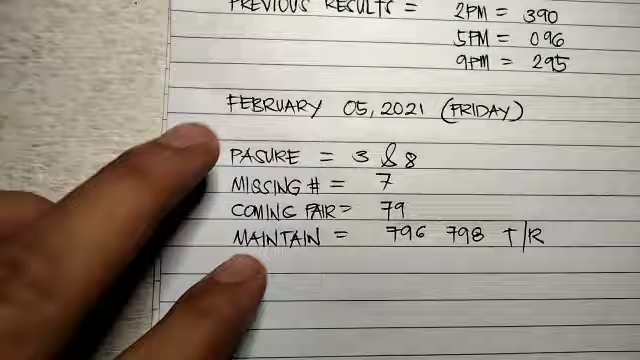 PREVIOUS RESULTS = 2PM = 390
5PM = 096
9PM = 295
FEBRUARY 05, 2021 (FRIDAY)
PASURE = 3 & 8
MISSING # = 7
COMING PAIR = 79
MAINTAIN = 796 798 T/R